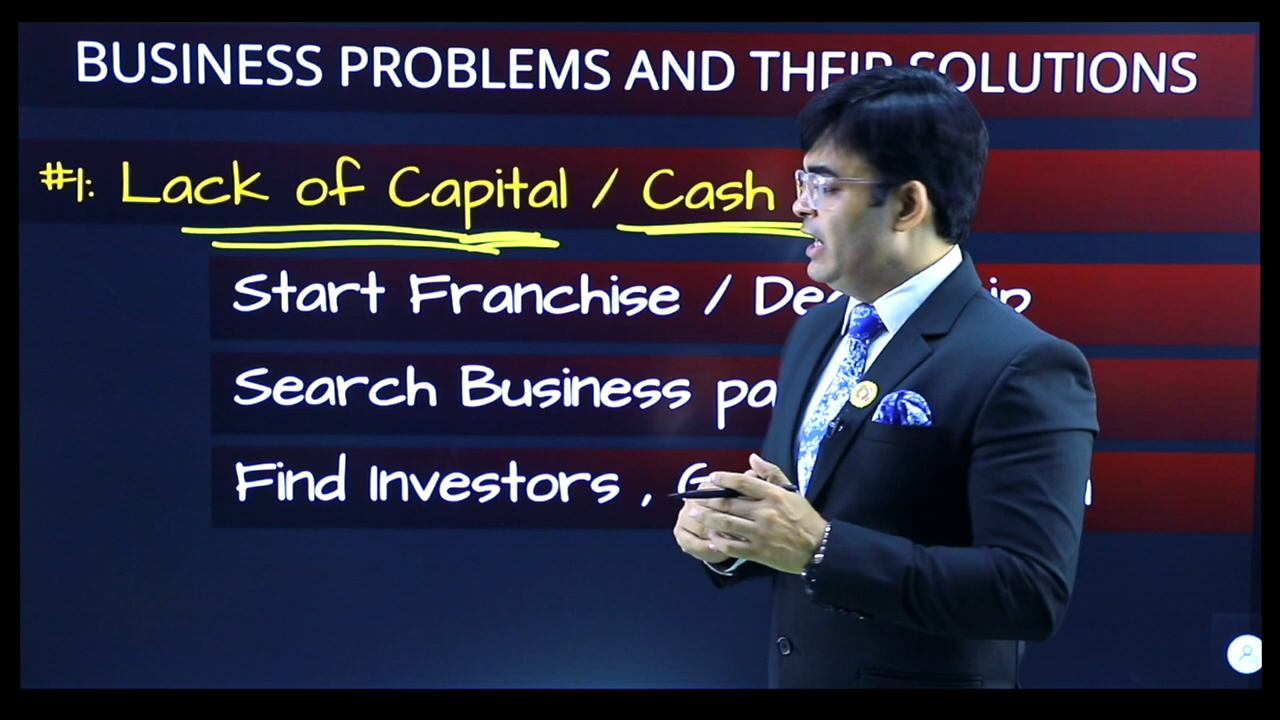 BUSINESS PROBLEMS AND THEIR SOLUTIONS
#1: Lack of Capital / Cash
Start Franchise /
Search Business
Find Investors ,